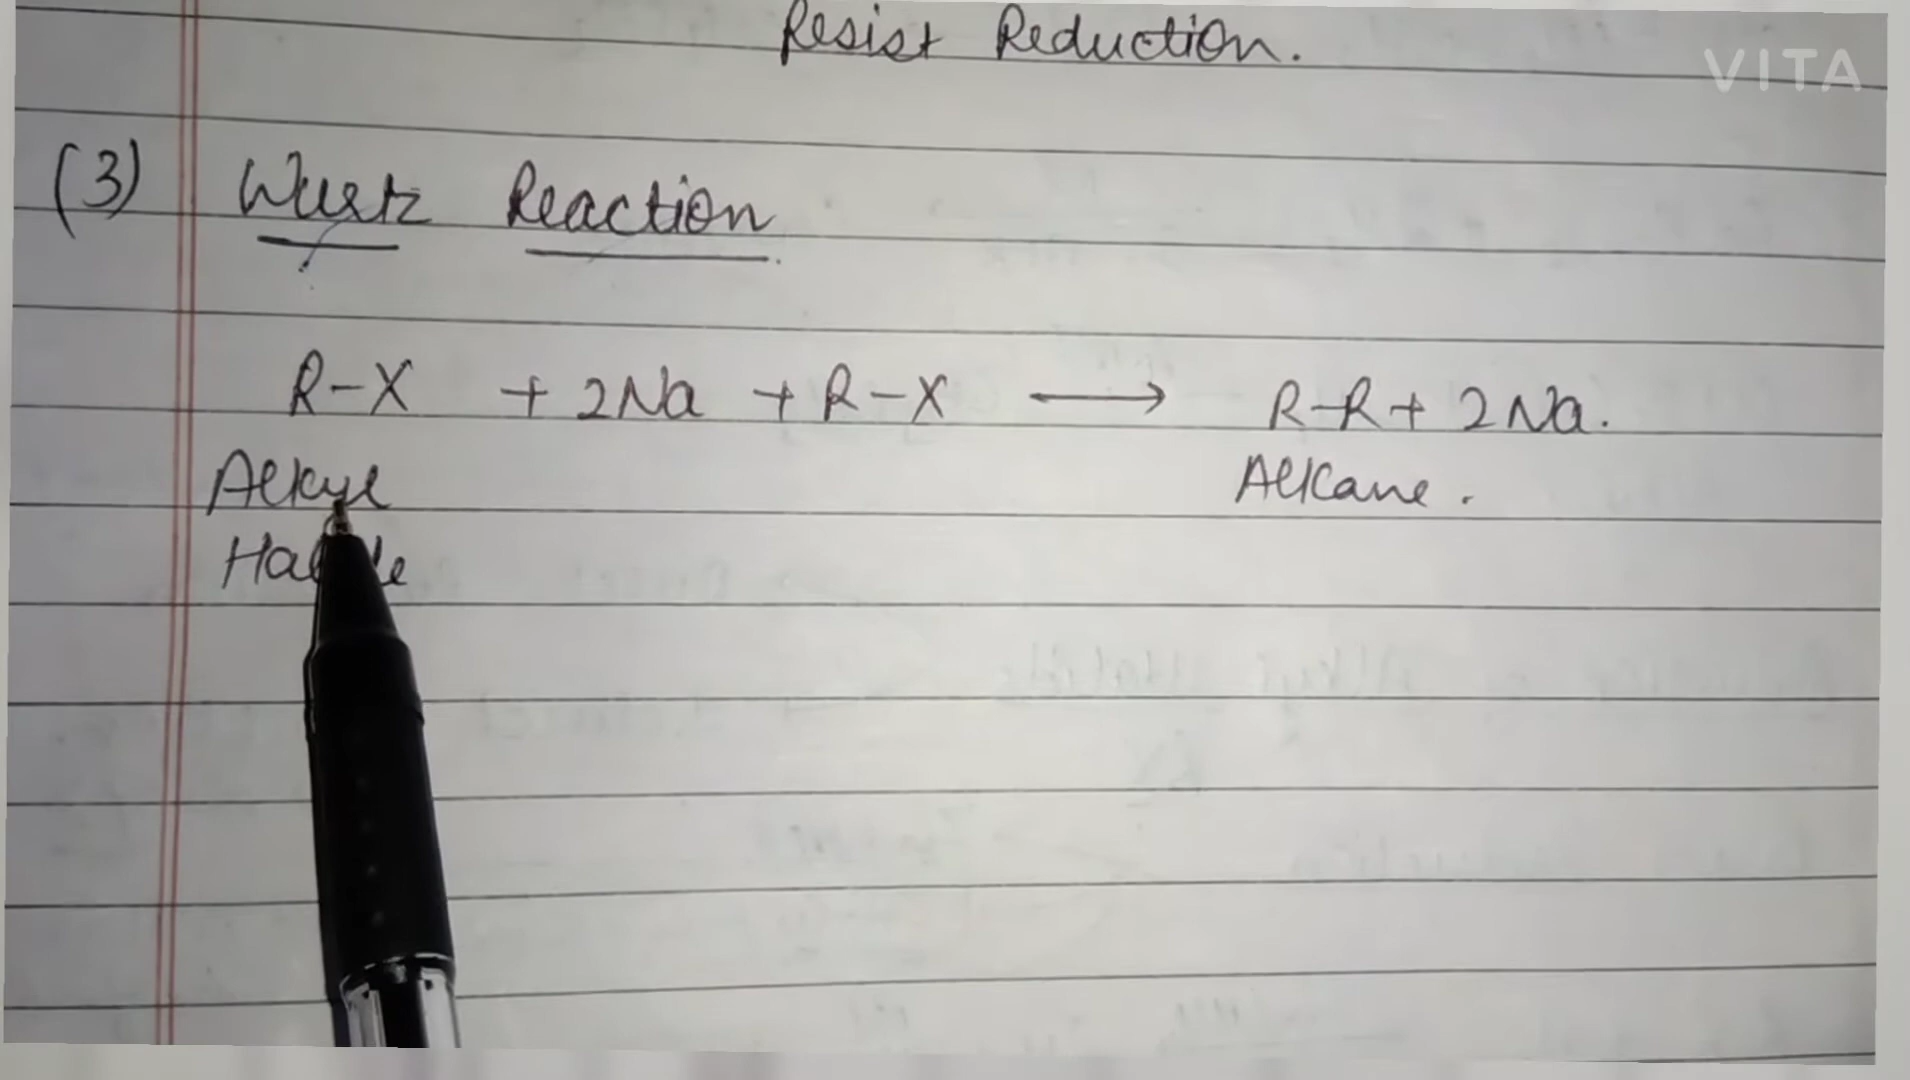 Resist Reduction.
VITA
(3) Wurtz Reaction
R-X + 2Na + R-X ⟶ R-R + 2Na.
Alkyl Alkane.